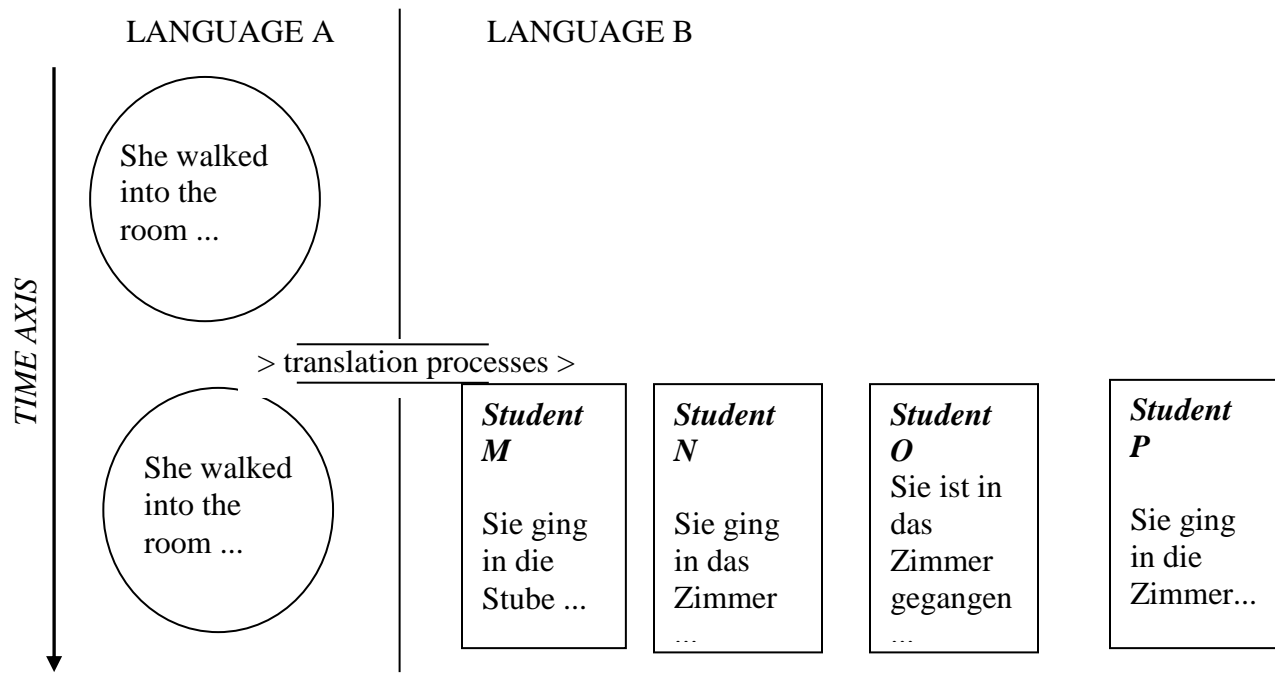 LANGUAGE A
LANGUAGE B
TIME AXIS
She walked
into the
room ...
> translation processes >
She walked
into the
room ...
Student
M
Sie ging
in die
Stube ...
Student
N
Sie ging
in das
Zimmer
...
Student
O
Sie ist in
das
Zimmer
gegangen
...
Student
P
Sie ging
in die
Zimmer...